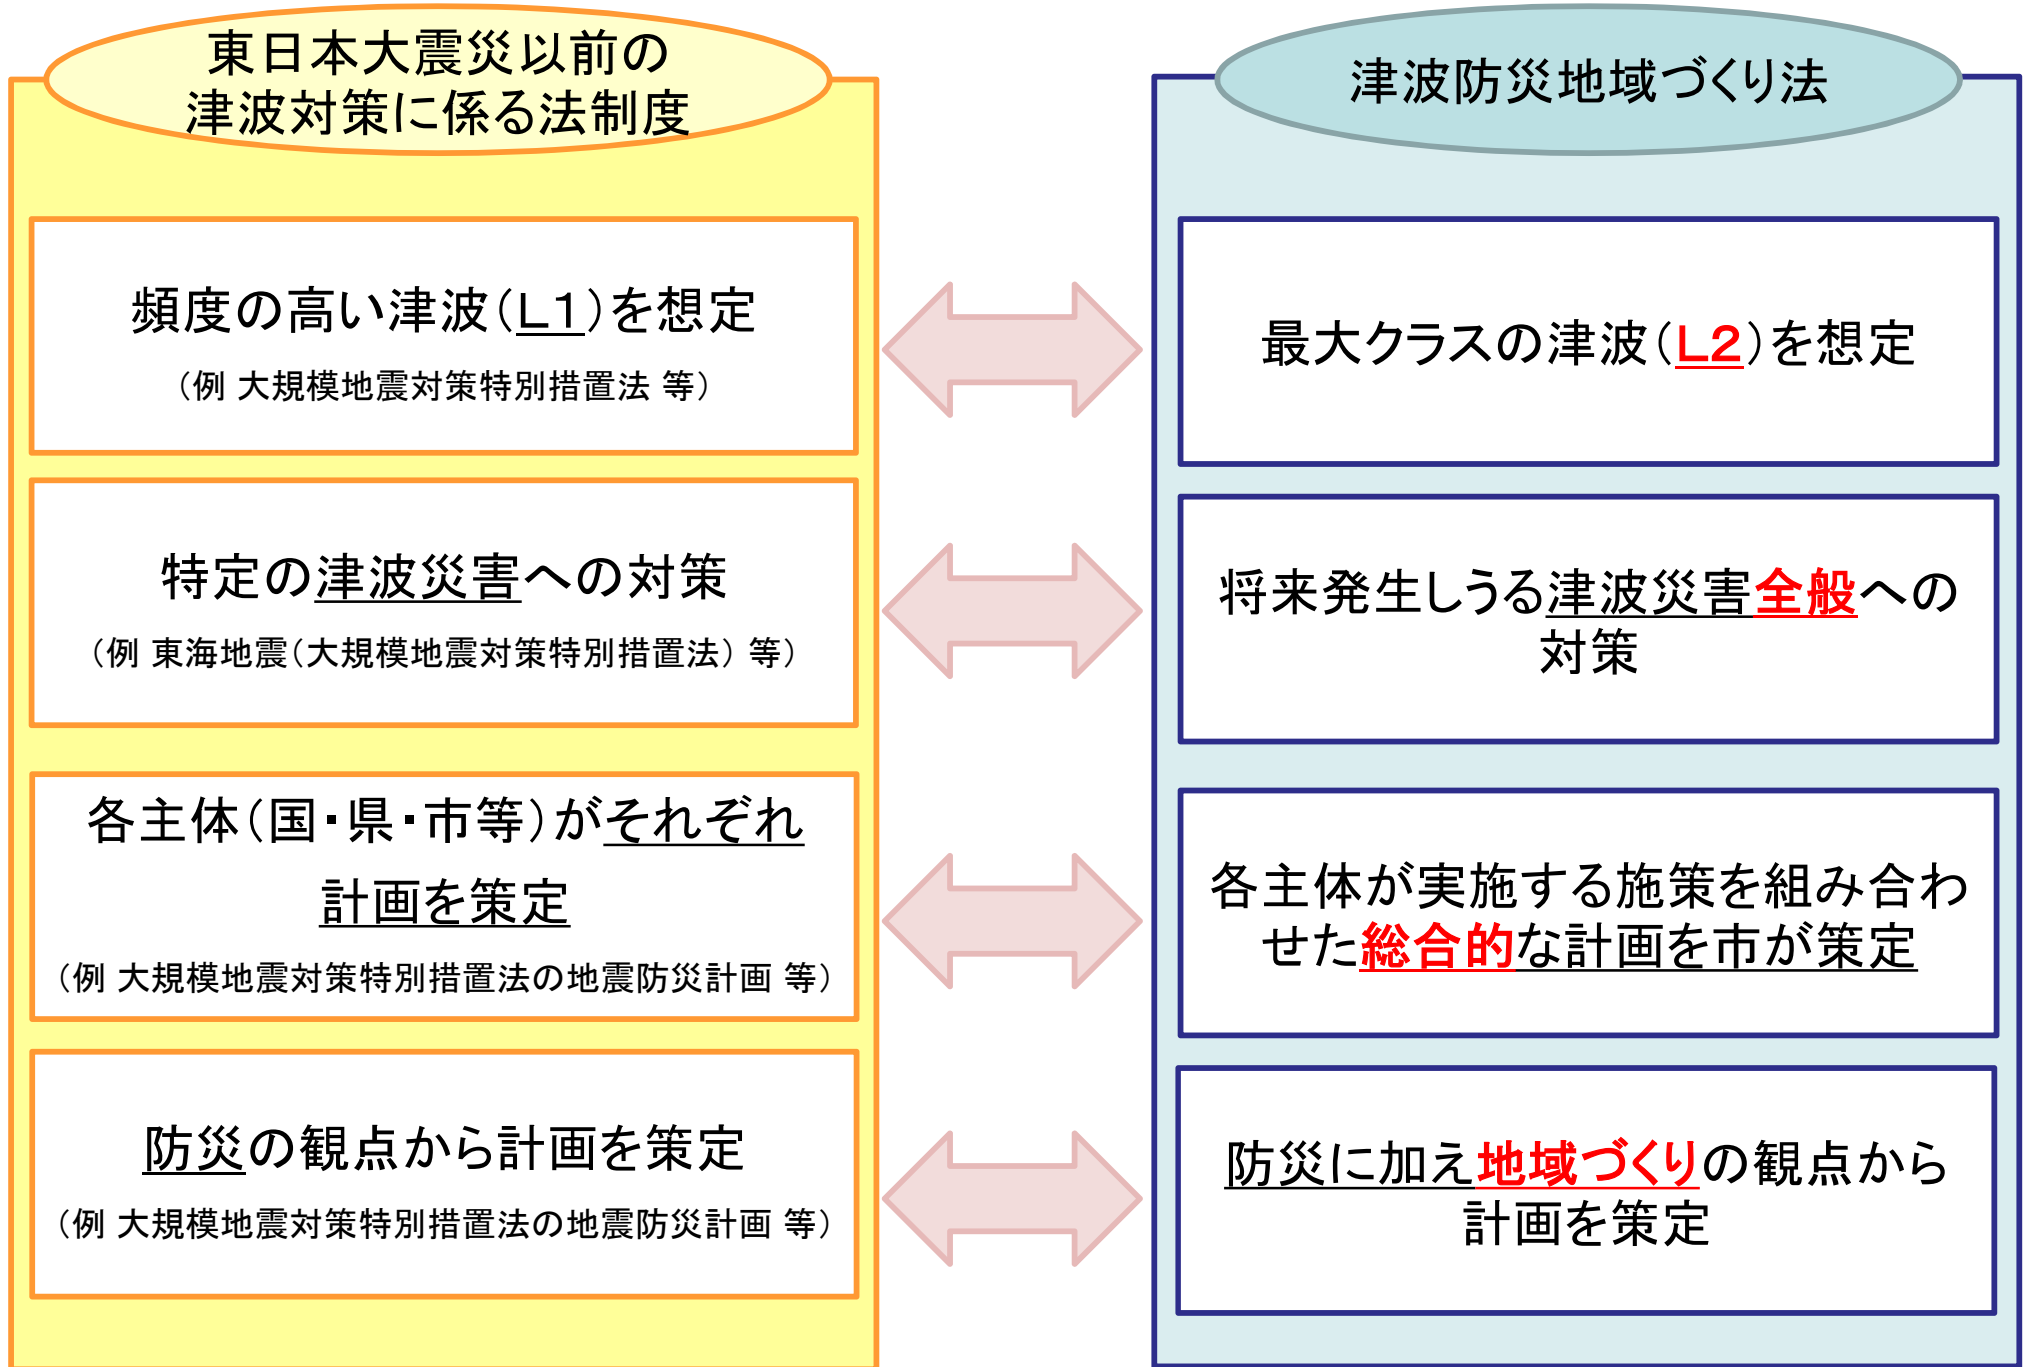 東日本大震災以前の
津波対策に係る法制度
頻度の高い津波（Ｌ１）を想定
（例 大規模地震対策特別措置法 等）
特定の津波災害への対策
（例 東海地震（大規模地震対策特別措置法） 等）
各主体（国・県・市等）がそれぞれ
計画を策定
（例 大規模地震対策特別措置法の地震防災計画 等）
防災の観点から計画を策定
（例 大規模地震対策特別措置法の地震防災計画 等）
津波防災地域づくり法
最大クラスの津波（Ｌ２）を想定
将来発生しうる津波災害全般への
対策
各主体が実施する施策を組み合わ
せた総合的な計画を市が策定
防災に加え地域づくりの観点から
計画を策定